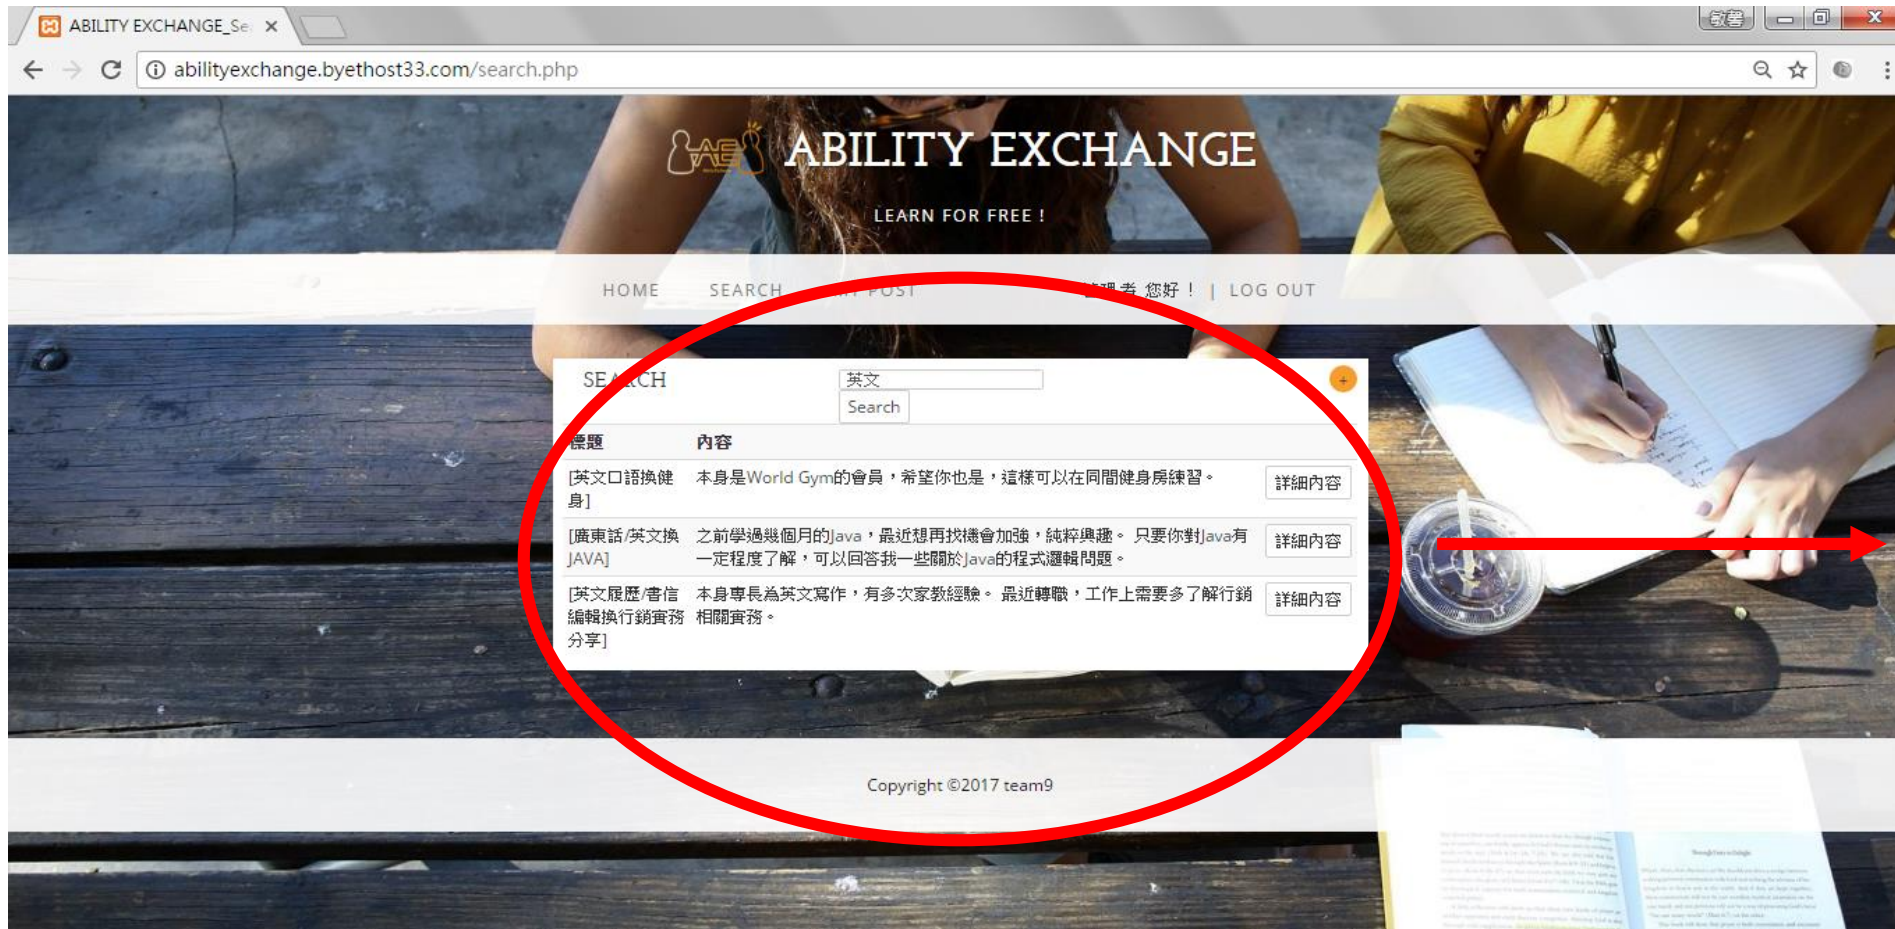 ABILITY EXCHANGE_Se
敏馨
abilityexchange.byethost33.com/search.php
ABILITY EXCHANGE
LEARN FOR FREE !
HOME SEARCH POST 您好！ | LOG OUT
SEARCH 英文 +
Search
標題 內容
[英文口語換健身] 本身是World Gym的會員，希望你也是，這樣可以在同間健身房練習。 詳細內容
[廣東話/英文換JAVA] 之前學過幾個月的Java，最近想再找機會加強，純粹興趣。 只要你對Java有
一定程度了解，可以回答我一些關於Java的程式邏輯問題。 詳細內容
[英文履歷/書信編輯換行銷實務分享] 本身專長為英文寫作，有多次家教經驗。 最近轉職，工作上需要多了解行銷
相關實務。 詳細內容
Copyright ©2017 team9